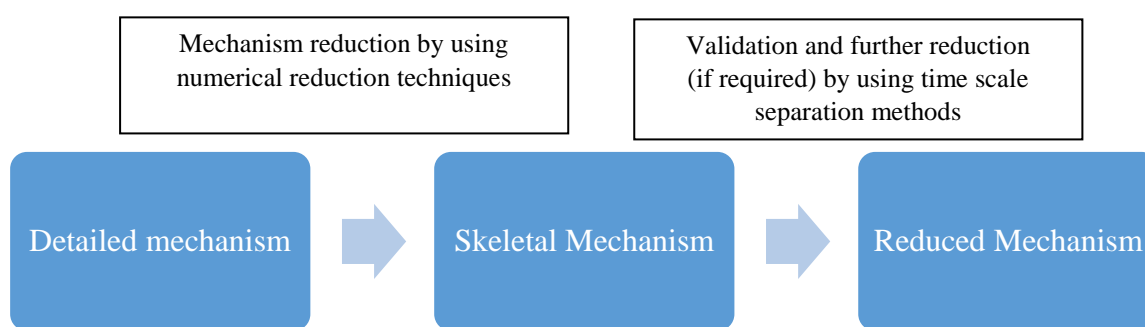 Mechanism reduction by using
numerical reduction techniques
Validation and further reduction
(if required) by using time scale
separation methods
Detailed mechanism
Skeletal Mechanism
Reduced Mechanism